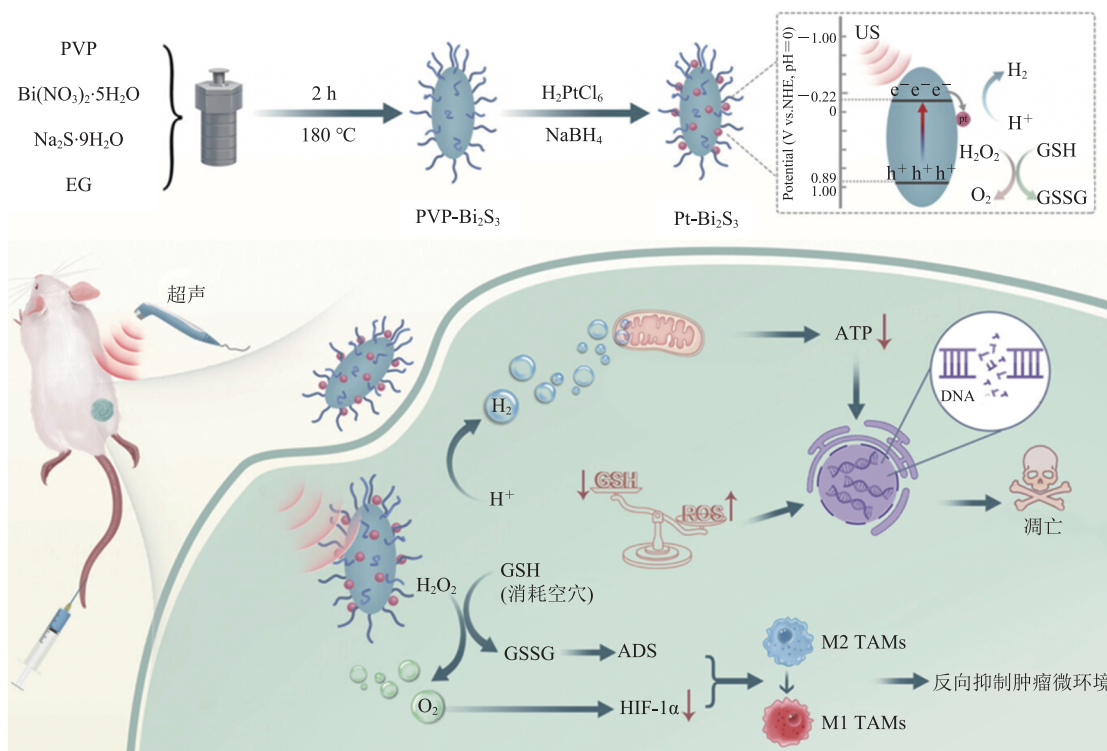 PVP
Bi(NO₃)₂·5H₂O
Na₂S·9H₂O
EG
2 h
180 ℃
PVP-Bi₂S₃
H₂PtCl₆
NaBH₄
Pt-Bi₂S₃
Potential (V vs.NHE, pH=0)
−1.00
−0.22
0
0.89
1.00
US
e⁻ e⁻ e⁻
pt
h⁺ h⁺ h⁺
H₂
H⁺
H₂O₂
GSH
O₂
GSSG
超声
H₂
H⁺
ATP
DNA
GSH
ROS
凋亡
H₂O₂
GSH
(消耗空穴)
GSSG
ADS
O₂
HIF-1α
M2 TAMs
M1 TAMs
反向抑制肿瘤微环境